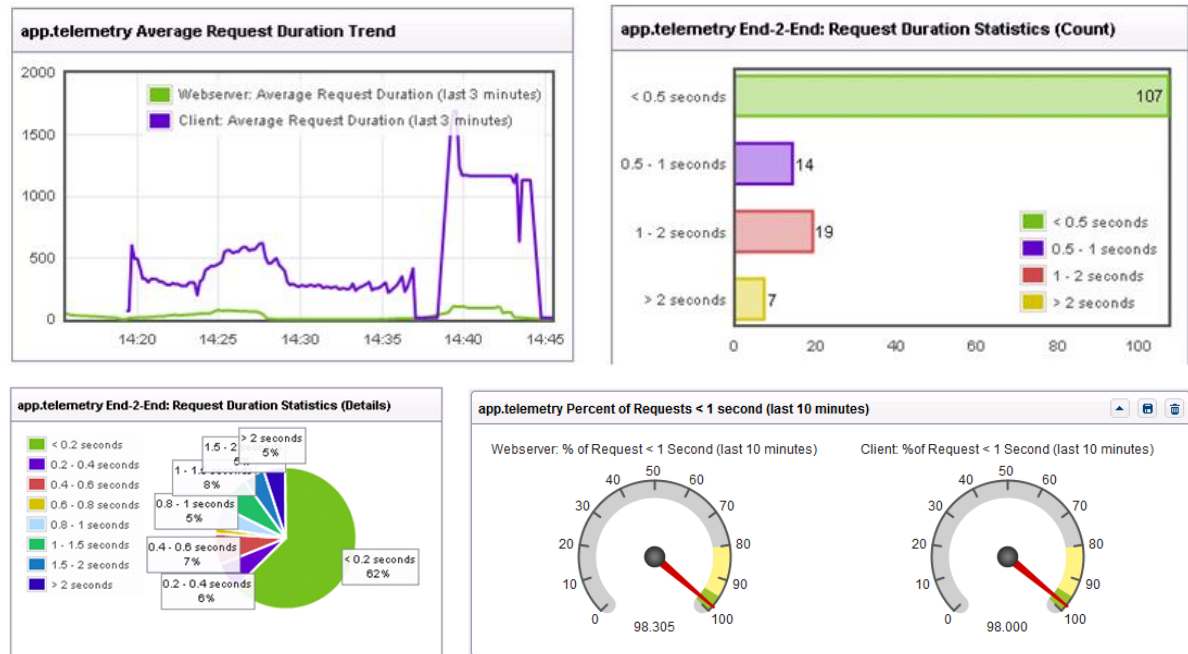 app.telemetry Average Request Duration Trend
2000
1500
1000
500
0
Webserver: Average Request Duration (last 3 minutes)
Client: Average Request Duration (last 3 minutes)
14:20 14:25 14:30 14:35 14:40 14:45
app.telemetry End-2-End: Request Duration Statistics (Count)
< 0.5 seconds 107
0.5 - 1 seconds 14
1 - 2 seconds 19
> 2 seconds 7
< 0.5 seconds
0.5 - 1 seconds
1 - 2 seconds
> 2 seconds
0 20 40 60 80 100
app.telemetry End-2-End: Request Duration Statistics (Details)
< 0.2 seconds
0.2 - 0.4 seconds
0.4 - 0.6 seconds
0.6 - 0.8 seconds
0.8 - 1 seconds
1 - 1.5 seconds
1.5 - 2 seconds
> 2 seconds
> 2 seconds
5%
1.5 - 2
8%
0.8 - 1 seconds
5%
0.4 - 0.6 seconds
7%
0.2 - 0.4 seconds
6%
< 0.2 seconds
62%
app.telemetry Percent of Requests < 1 second (last 10 minutes)
Webserver: % of Request < 1 Second (last 10 minutes)
0 10 20 30 40 50 60 70 80 90 100
98.305
Client: %of Request < 1 Second (last 10 minutes)
0 10 20 30 40 50 60 70 80 90 100
98.000